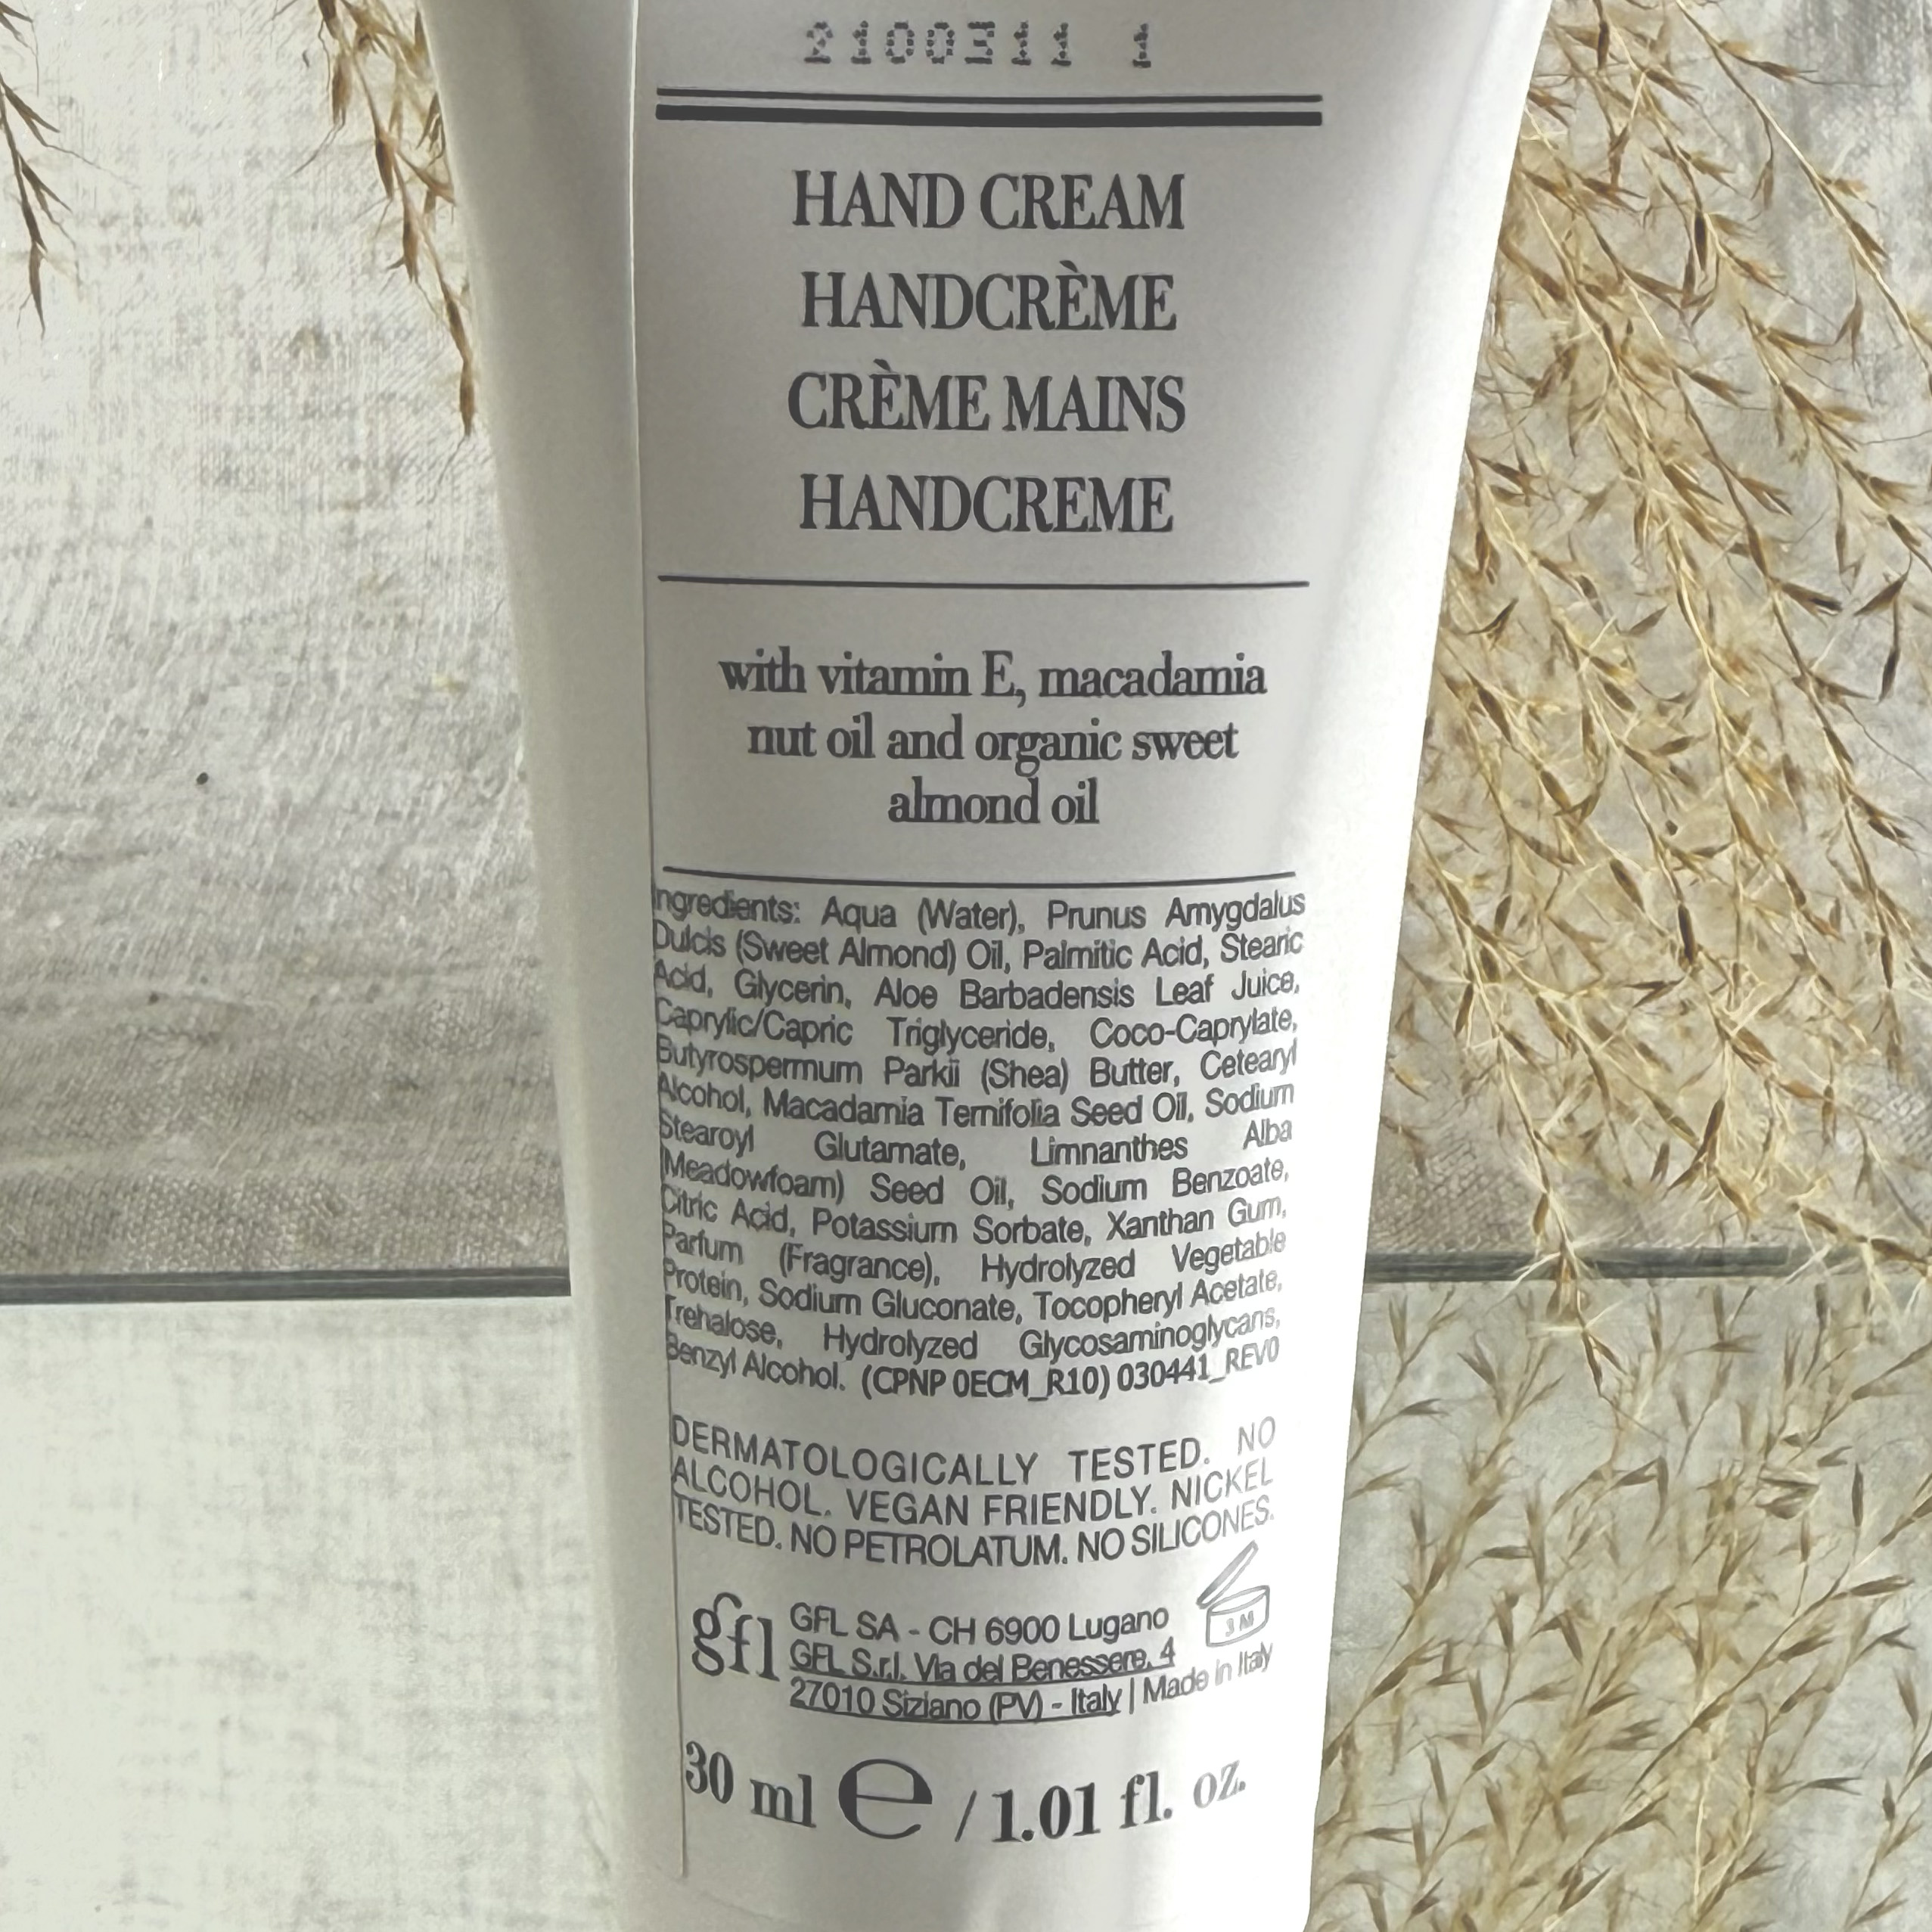 2100311 1
HAND CREAM
HANDCRÈME
CRÈME MAINS
HANDCREME
with vitamin E, macadamia
nut oil and organic sweet
almond oil
Ingredients: Aqua (Water), Prunus Amygdalus
Dulcis (Sweet Almond) Oil, Palmitic Acid, Stearic
Acid, Glycerin, Aloe Barbadensis Leaf Juice,
Caprylic/Capric Triglyceride, Coco-Caprylate,
Butyrospermum Parkii (Shea) Butter, Cetearyl
Alcohol, Macadamia Ternifolia Seed Oil, Sodium
Stearoyl Glutamate, Limnanthes Alba
(Meadowfoam) Seed Oil, Sodium Benzoate,
Citric Acid, Potassium Sorbate, Xanthan Gum,
Parfum (Fragrance), Hydrolyzed Vegetable
Protein, Sodium Gluconate, Tocopheryl Acetate,
Trehalose, Hydrolyzed Glycosaminoglycans,
Benzyl Alcohol. (CPNP 0ECM_R10) 030441_REV0
DERMATOLOGICALLY TESTED. NO
ALCOHOL. VEGAN FRIENDLY. NICKEL
TESTED. NO PETROLATUM. NO SILICONES.
gfl
GFL SA - CH 6900 Lugano
GFL S.r.l. Via del Benessere, 4
27010 Siziano (PV) - Italy | Made in Italy
3 M
30 ml e / 1.01 fl. oz.